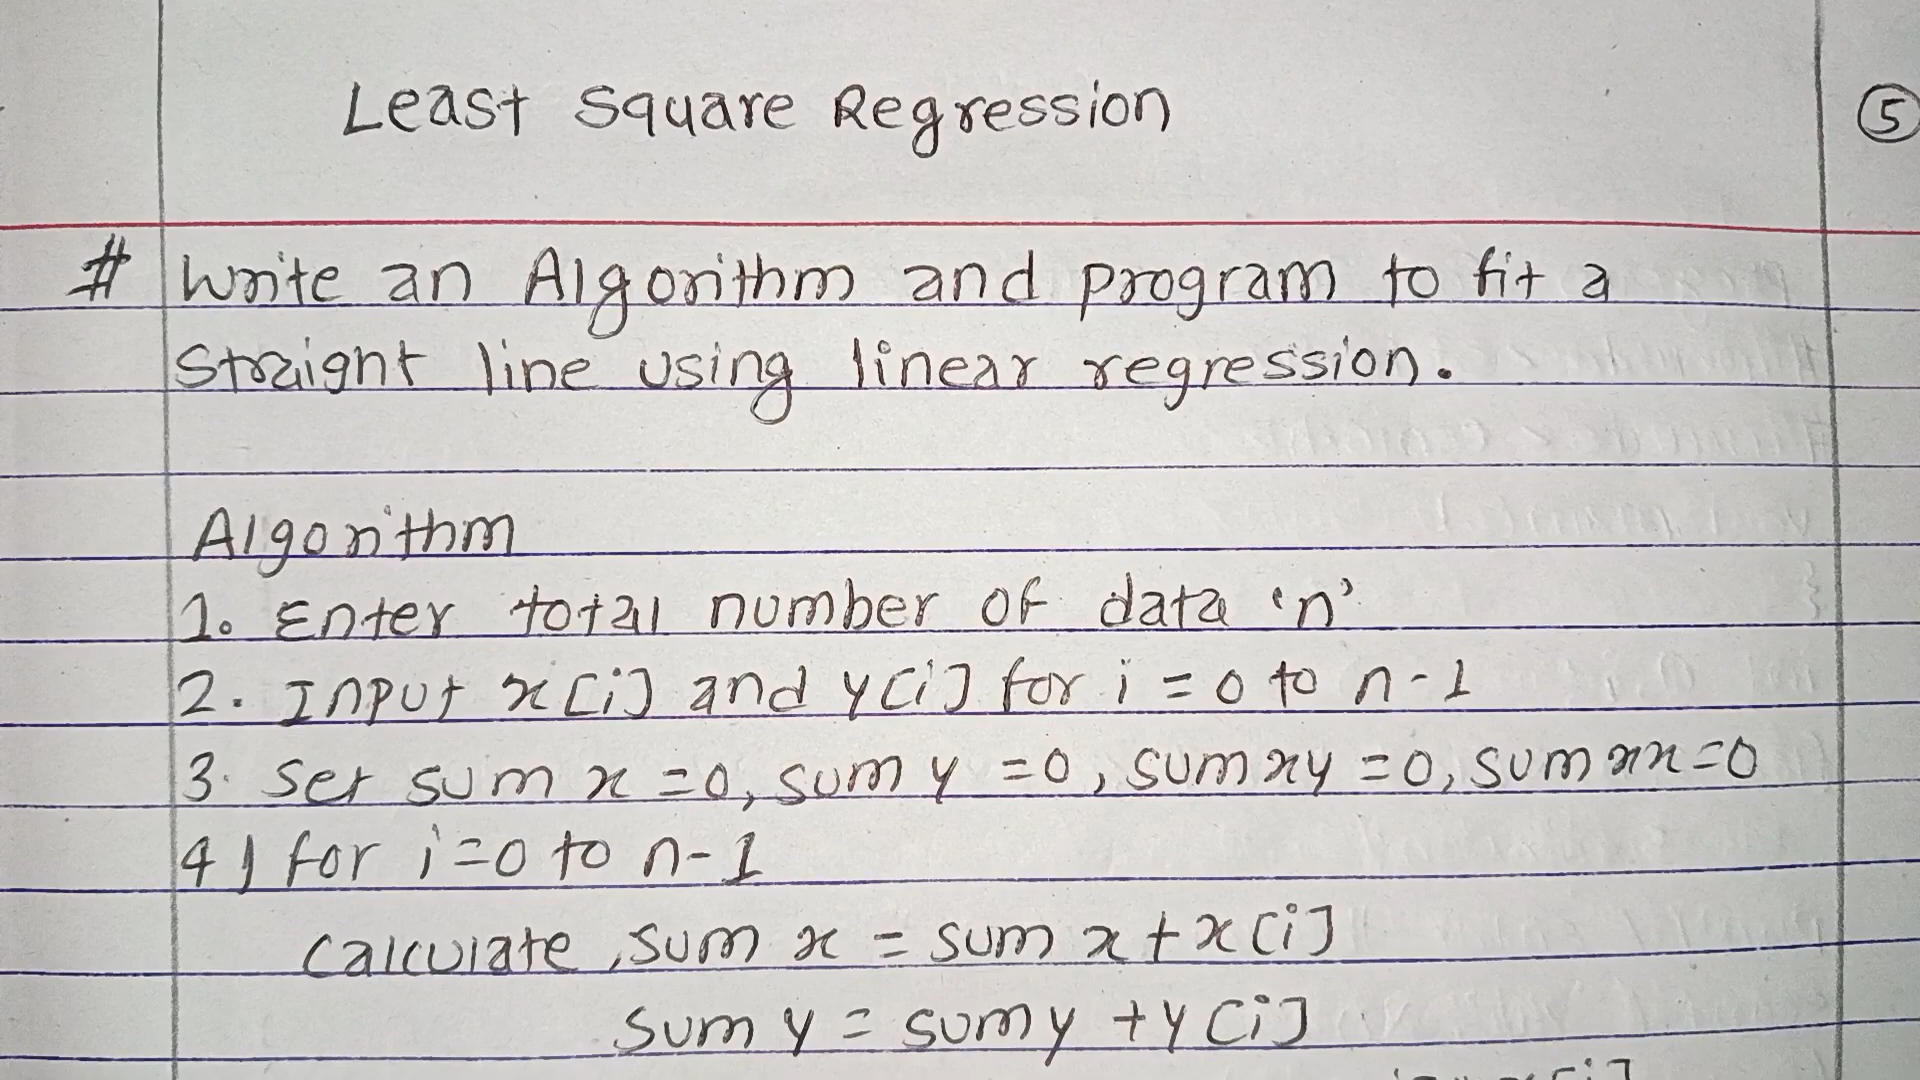 Least Square Regression
5
# Write an Algorithm and program to fit a
straight line using linear regression.
Algorithm
1. Enter total number of data 'n'
2. Input x[i] and y[i] for i = 0 to n-1
3. Set sum x =0, sum y =0, sum xy =0, sum xx=0
4) for i=0 to n-1
calculate, sum x = sum x+x[i]
sum y = sum y +y[i]